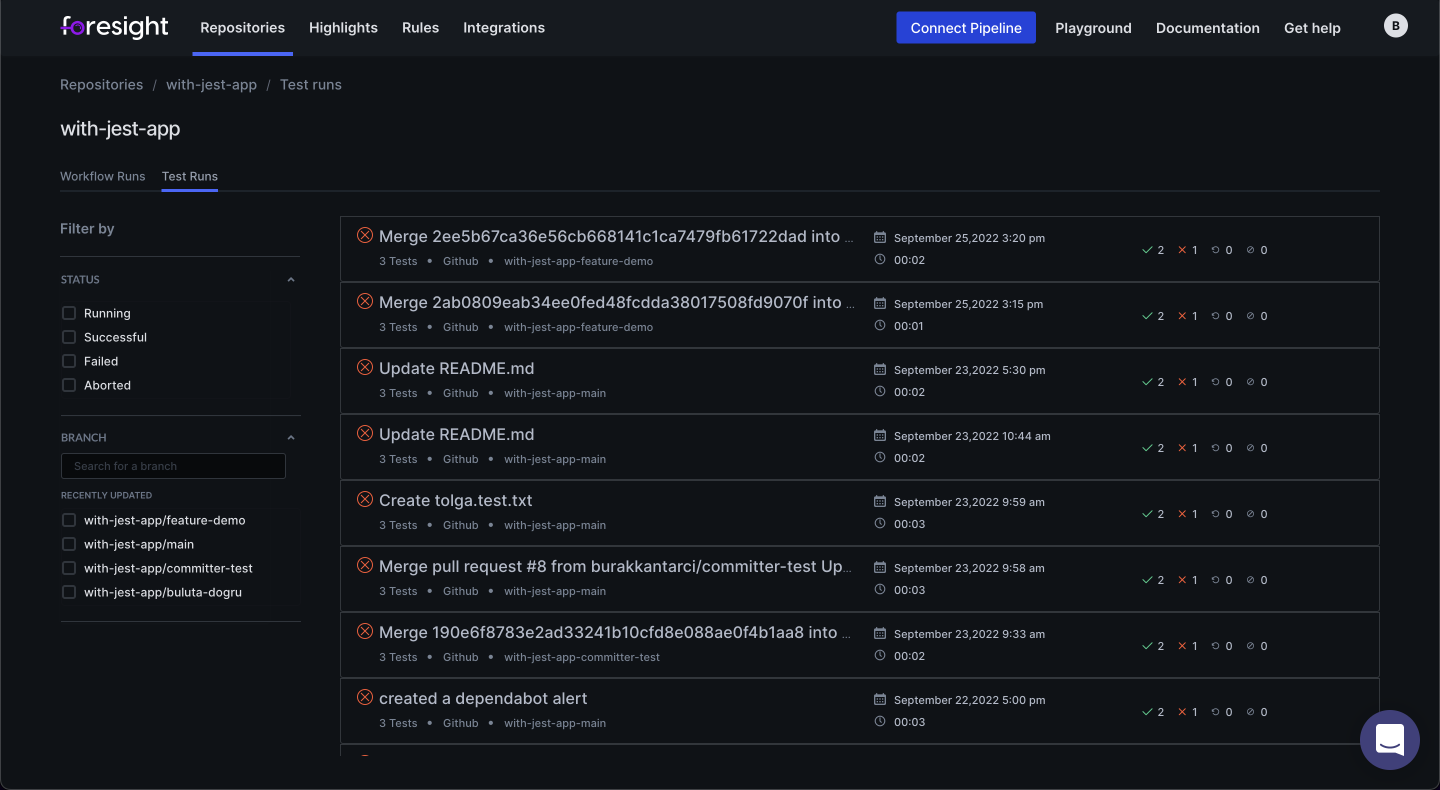 foresight Repositories Highlights Rules Integrations Connect Pipeline Playground Documentation Get help B
Repositories / with-jest-app / Test runs
with-jest-app
Workflow Runs Test Runs
Filter by
STATUS
Running
Successful
Failed
Aborted
BRANCH
Search for a branch
RECENTLY UPDATED
with-jest-app/feature-demo
with-jest-app/main
with-jest-app/committer-test
with-jest-app/buluta-dogru
Merge 2ee5b67ca36e56cb668141c1ca7479fb61722dad into ... September 25,2022 3:20 pm
3 Tests • Github • with-jest-app-feature-demo 00:02 2 1 0 0
Merge 2ab0809eab34ee0fed48fcdda38017508fd9070f into ... September 25,2022 3:15 pm
3 Tests • Github • with-jest-app-feature-demo 00:01 2 1 0 0
Update README.md September 23,2022 5:30 pm
3 Tests • Github • with-jest-app-main 00:02 2 1 0 0
Update README.md September 23,2022 10:44 am
3 Tests • Github • with-jest-app-main 00:02 2 1 0 0
Create tolga.test.txt September 23,2022 9:59 am
3 Tests • Github • with-jest-app-main 00:03 2 1 0 0
Merge pull request #8 from burakkantarci/committer-test Up... September 23,2022 9:58 am
3 Tests • Github • with-jest-app-main 00:03 2 1 0 0
Merge 190e6f8783e2ad33241b10cfd8e088ae0f4b1aa8 into ... September 23,2022 9:33 am
3 Tests • Github • with-jest-app-committer-test 00:02 2 1 0 0
created a dependabot alert September 22,2022 5:00 pm
3 Tests • Github • with-jest-app-main 00:03 2 1 0 0